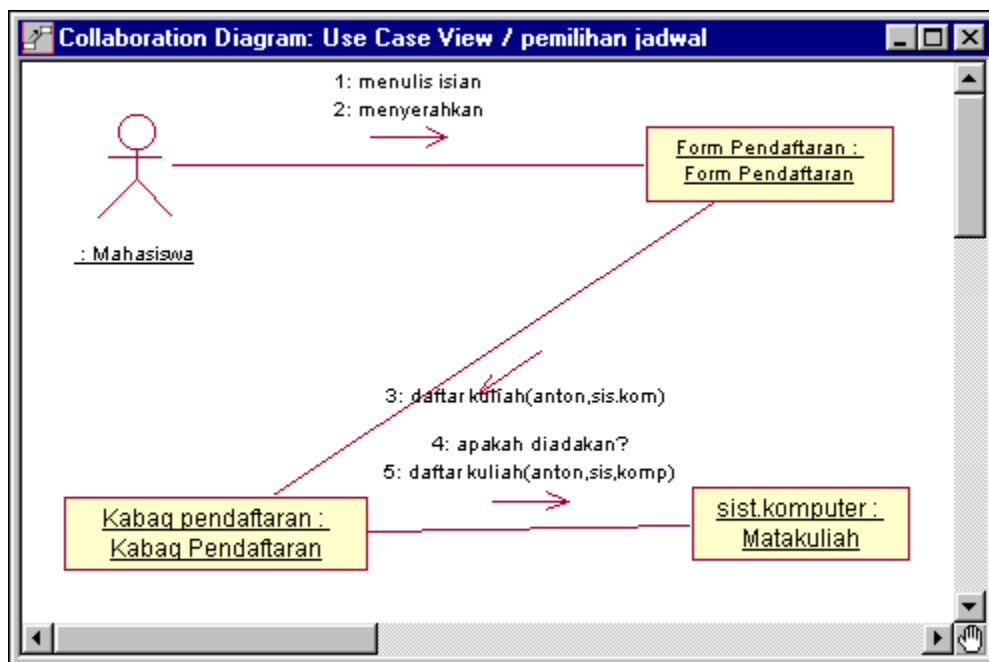 Collaboration Diagram: Use Case View / pemilihan jadwal
1: menulis isian
2: menyerahkan
Form Pendaftaran :
Form Pendaftaran
: Mahasiswa
3: daftar kuliah(anton,sis.kom)
4: apakah diadakan?
5: daftar kuliah(anton,sis,komp)
Kabag pendaftaran :
Kabag Pendaftaran
sist.komputer :
Matakuliah